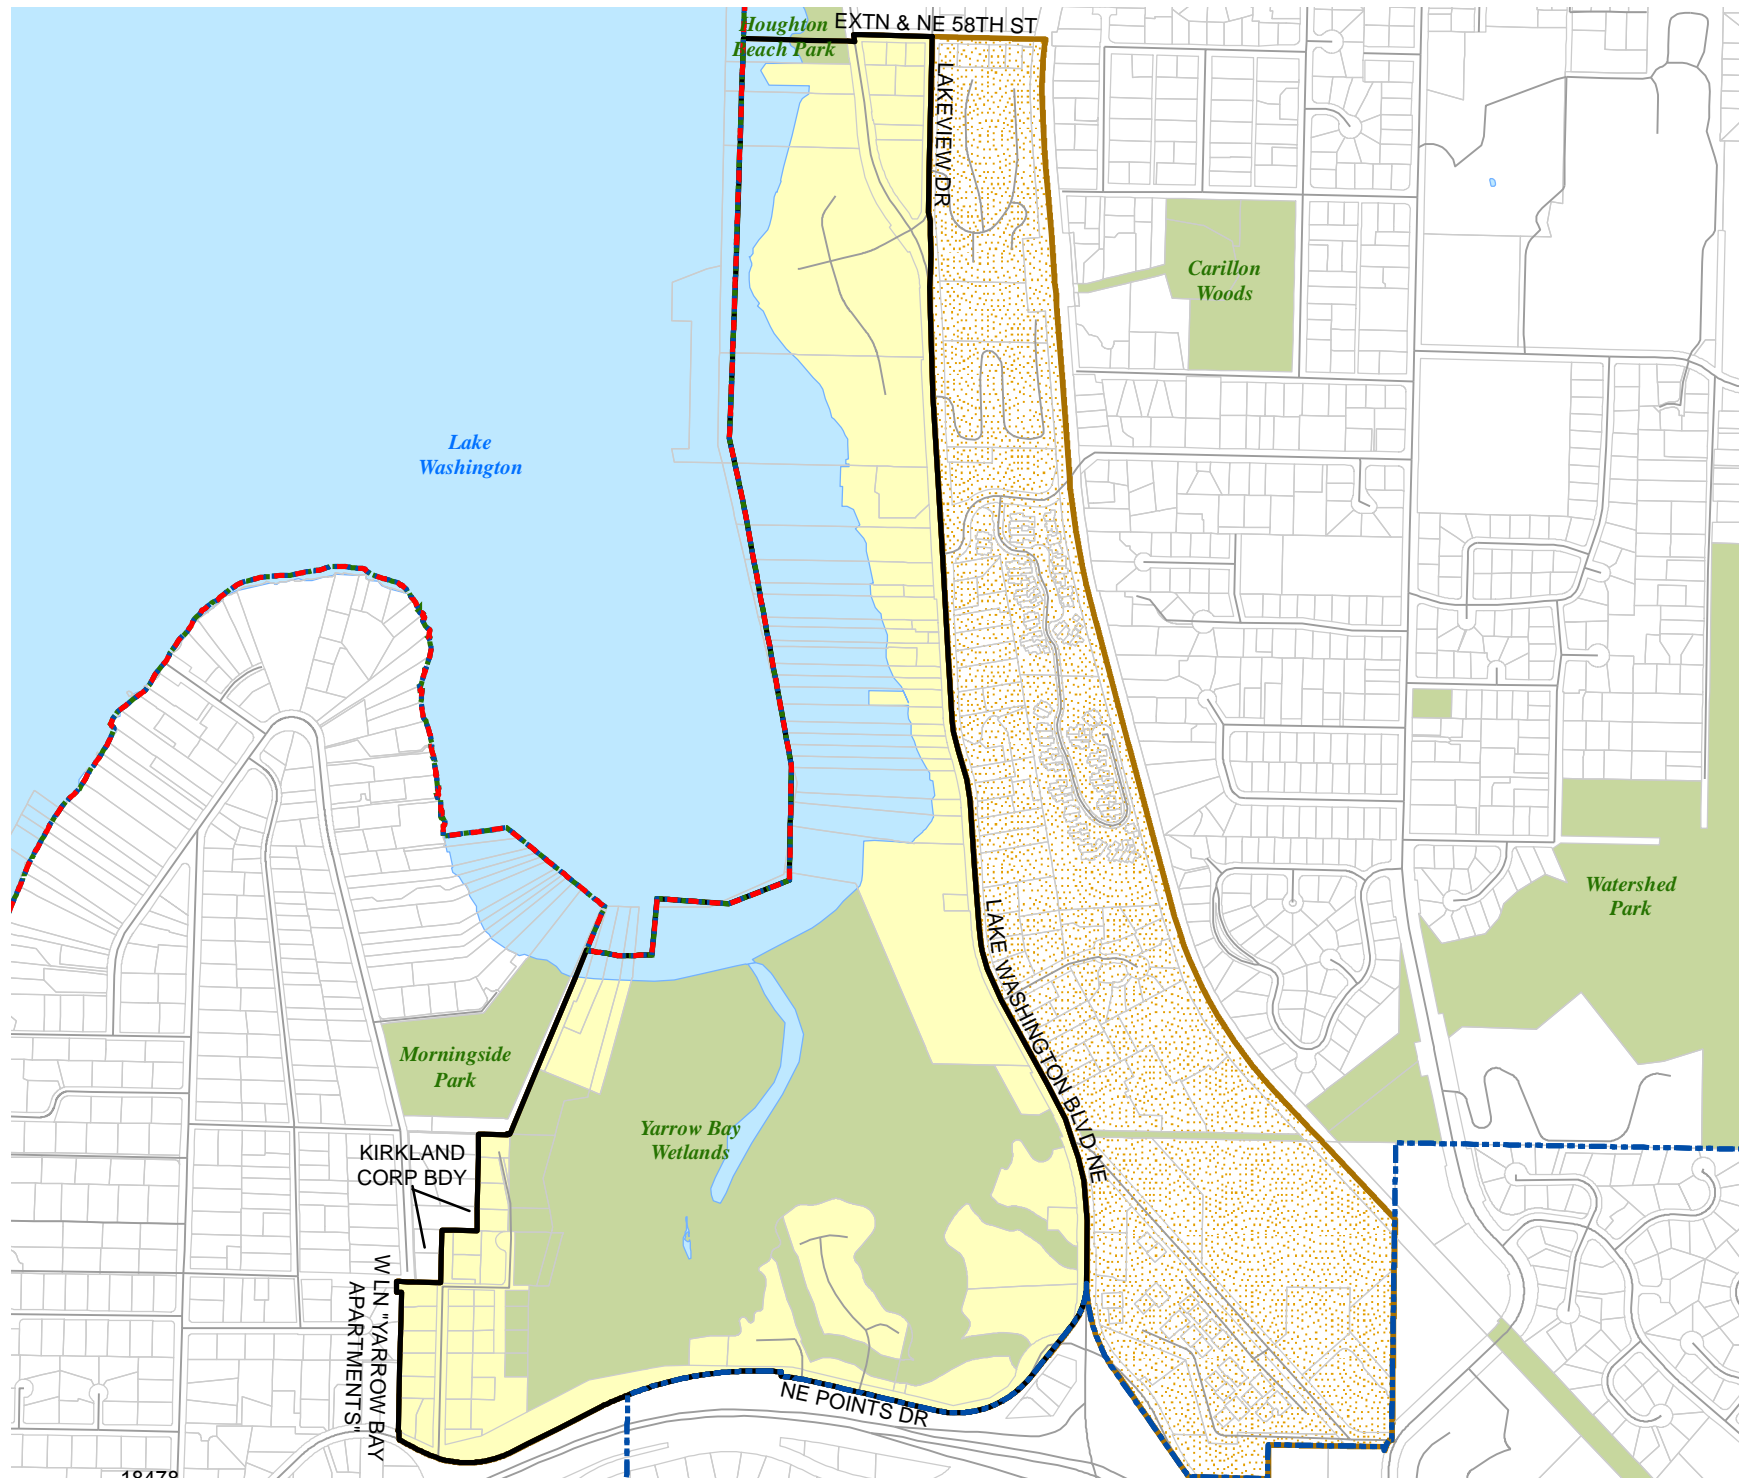 Houghton
Beach Park
EXTN & NE 58TH ST
LAKEVIEW DR
Carillon
Woods
Lake
Washington
Watershed
Park
LAKE WASHINGTON BLVD NE
Morningside
Park
Yarrow Bay
Wetlands
KIRKLAND
CORP BDY
W LN "YARROW BAY
APARTMENTS"
NE POINTS DR
18478